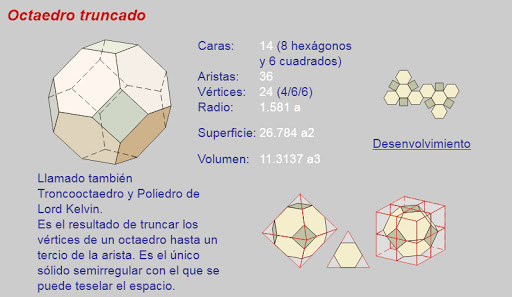 Octaedro truncado
Caras: 14 (8 hexágonos
y 6 cuadrados)
Aristas: 36
Vértices: 24 (4/6/6)
Radio: 1.581 a
Superficie: 26.784 a2
Volumen: 11.3137 a3
Desenvolvimiento
Llamado también
Troncooctaedro y Poliedro de
Lord Kelvin.
Es el resultado de truncar los
vértices de un octaedro hasta un
tercio de la arista. Es el único
sólido semirregular con el que se
puede teselar el espacio.